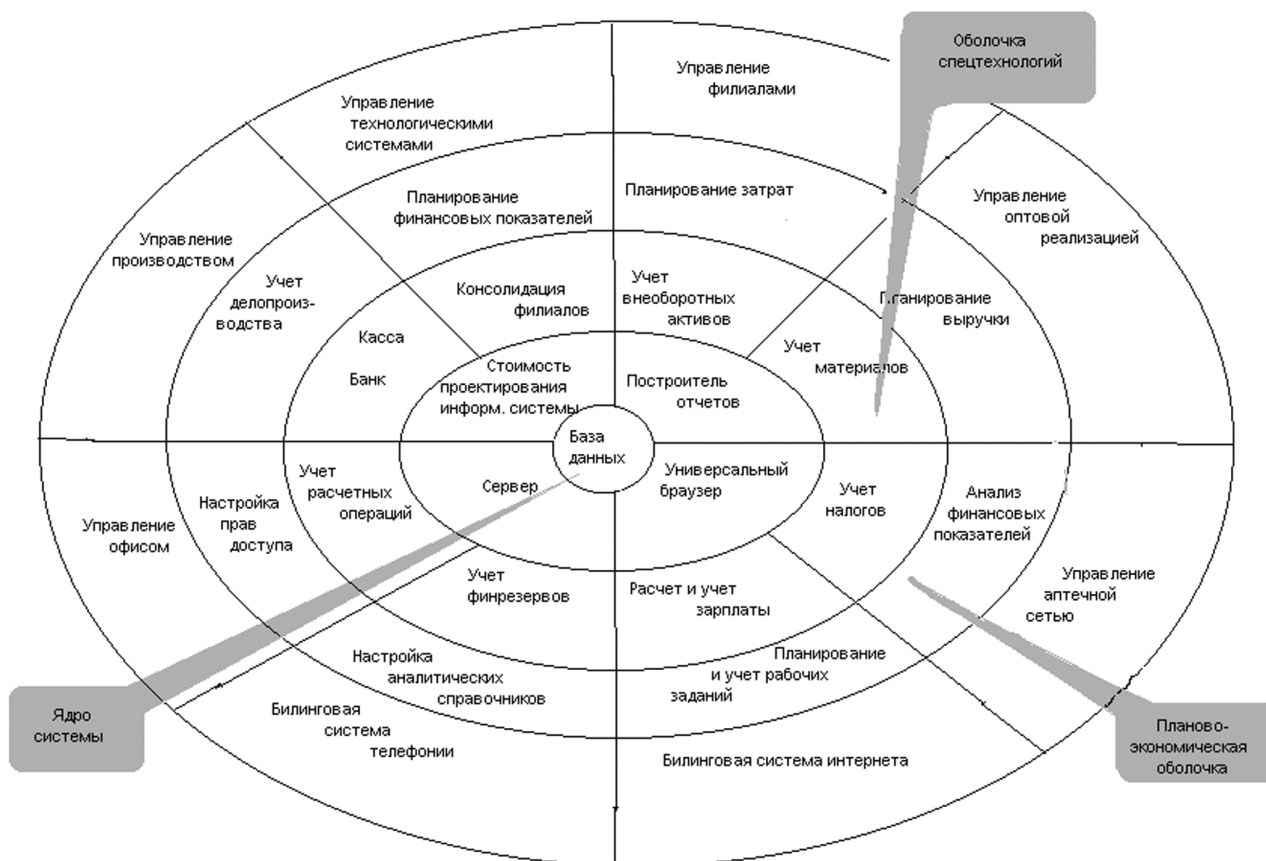 Оболочка
спецтехнологий
Управление
филиалами
Управление
технологическими
системами
Управление
оптовой
реализацией
Управление
производством
Планирование
финансовых показателей
Планирование затрат
Учет
делопроиз-
водства
Планирование
выручки
Консолидация
филиалов
Учет
внеоборотных
активов
Касса
Банк
Учет
материалов
Стоимость
проектирования
информ. системы
Построитель
отчетов
База
данных
Сервер
Универсальный
браузер
Учет
расчетных
операций
Учет
налогов
Настройка
прав
доступа
Анализ
финансовых
показателей
Управление
офисом
Управление
аптечной
сетью
Учет
финрезервов
Расчет и учет
зарплаты
Настройка
аналитических
справочников
Планирование
и учет рабочих
заданий
Билинговая
система
телефонии
Билинговая система интернета
Ядро
системы
Планово-
экономическая
оболочка